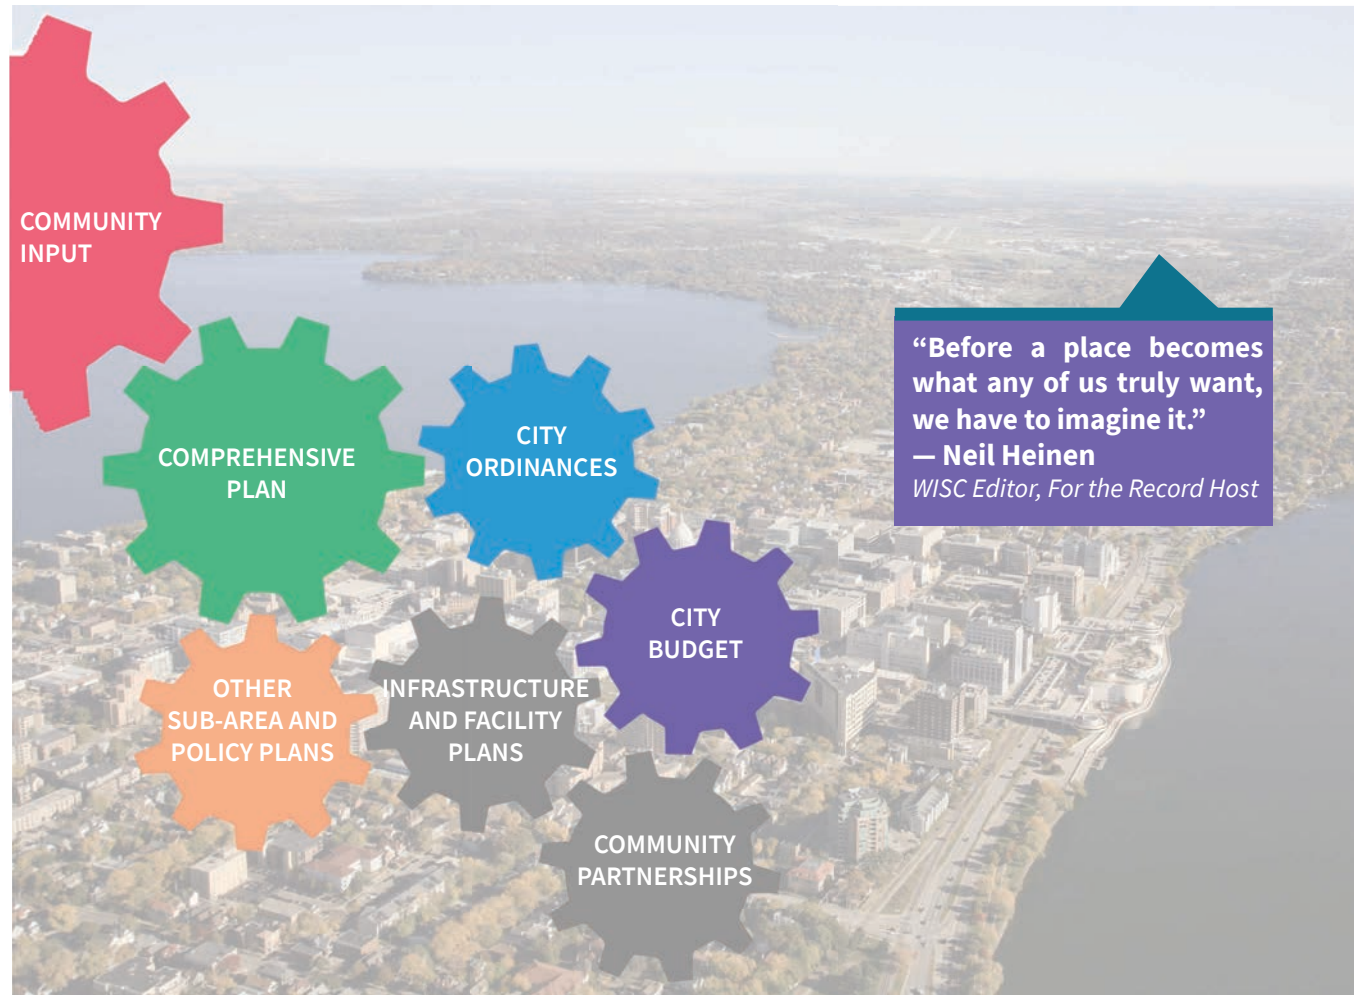 COMMUNITY
INPUT
COMPREHENSIVE
PLAN
CITY
ORDINANCES
“Before a place becomes
what any of us truly want,
we have to imagine it.”
— Neil Heinen
WISC Editor, For the Record Host
CITY
BUDGET
OTHER
SUB-AREA AND
POLICY PLANS
INFRASTRUCTURE
AND FACILITY
PLANS
COMMUNITY
PARTNERSHIPS